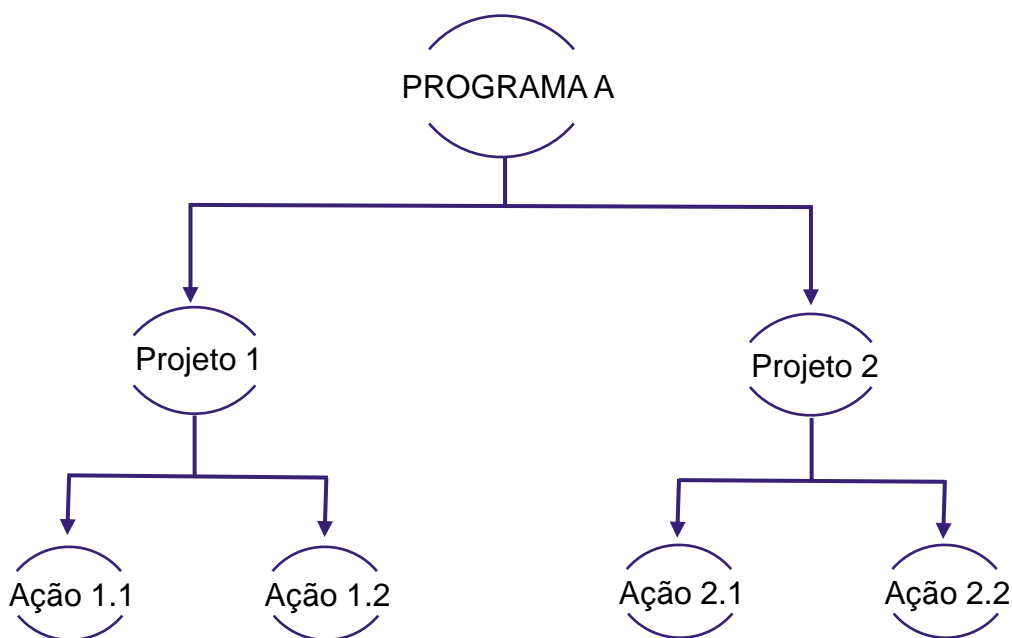 PROGRAMA A
Projeto 1
Projeto 2
Ação 1.1
Ação 1.2
Ação 2.1
Ação 2.2